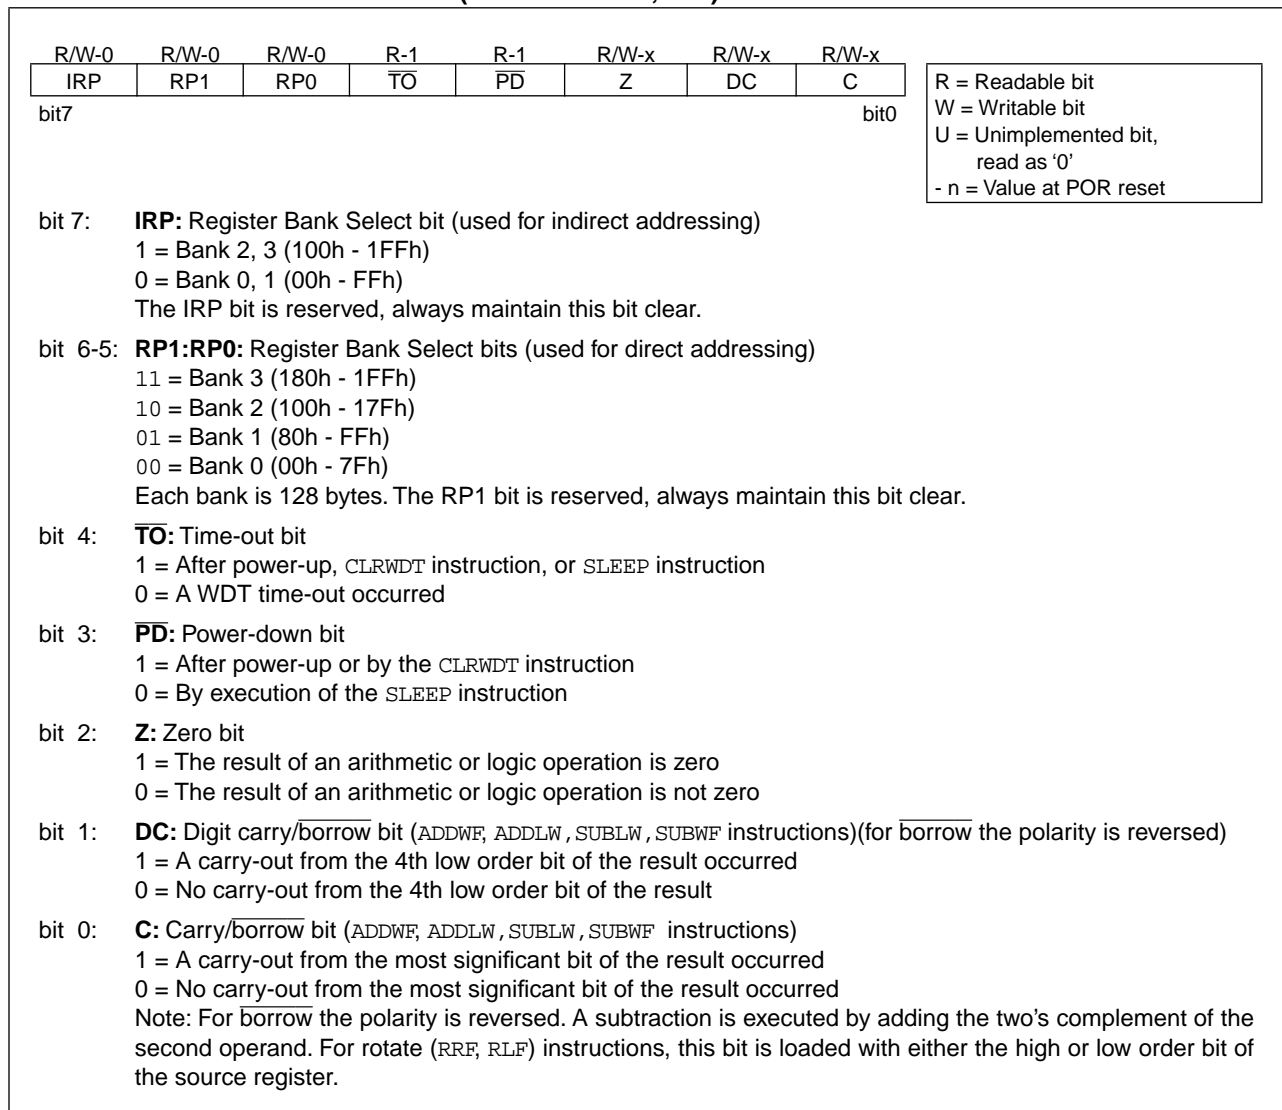 R/W-0 R/W-0 R/W-0 R-1 R-1 R/W-x R/W-x R/W-x
IRP RP1 RP0 T̅O̅ P̅D̅ Z DC C
bit7 bit0
R = Readable bit
W = Writable bit
U = Unimplemented bit,
read as ‘0’
- n = Value at POR reset
bit 7: IRP: Register Bank Select bit (used for indirect addressing)
1 = Bank 2, 3 (100h - 1FFh)
0 = Bank 0, 1 (00h - FFh)
The IRP bit is reserved, always maintain this bit clear.
bit 6-5: RP1:RP0: Register Bank Select bits (used for direct addressing)
11 = Bank 3 (180h - 1FFh)
10 = Bank 2 (100h - 17Fh)
01 = Bank 1 (80h - FFh)
00 = Bank 0 (00h - 7Fh)
Each bank is 128 bytes. The RP1 bit is reserved, always maintain this bit clear.
bit 4: T̅O̅: Time-out bit
1 = After power-up, CLRWDT instruction, or SLEEP instruction
0 = A WDT time-out occurred
bit 3: P̅D̅: Power-down bit
1 = After power-up or by the CLRWDT instruction
0 = By execution of the SLEEP instruction
bit 2: Z: Zero bit
1 = The result of an arithmetic or logic operation is zero
0 = The result of an arithmetic or logic operation is not zero
bit 1: DC: Digit carry/b̅o̅r̅r̅o̅w̅ bit (ADDWF, ADDLW,SUBLW,SUBWF instructions)(for b̅o̅r̅r̅o̅w̅ the polarity is reversed)
1 = A carry-out from the 4th low order bit of the result occurred
0 = No carry-out from the 4th low order bit of the result
bit 0: C: Carry/b̅o̅r̅r̅o̅w̅ bit (ADDWF, ADDLW,SUBLW,SUBWF instructions)
1 = A carry-out from the most significant bit of the result occurred
0 = No carry-out from the most significant bit of the result occurred
Note: For b̅o̅r̅r̅o̅w̅ the polarity is reversed. A subtraction is executed by adding the two’s complement of the
second operand. For rotate (RRF, RLF) instructions, this bit is loaded with either the high or low order bit of
the source register.